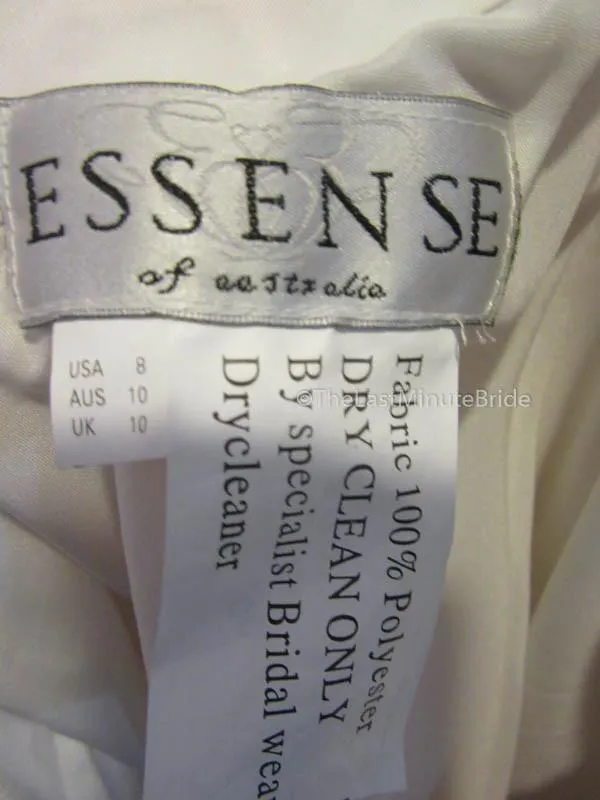 ESSENSE
of australia
USA 8
AUS 10
UK 10
Fabric 100% Polyester
DRY CLEAN ONLY
By specialist Bridal wear
Drycleaner
©TheLastMinuteBride